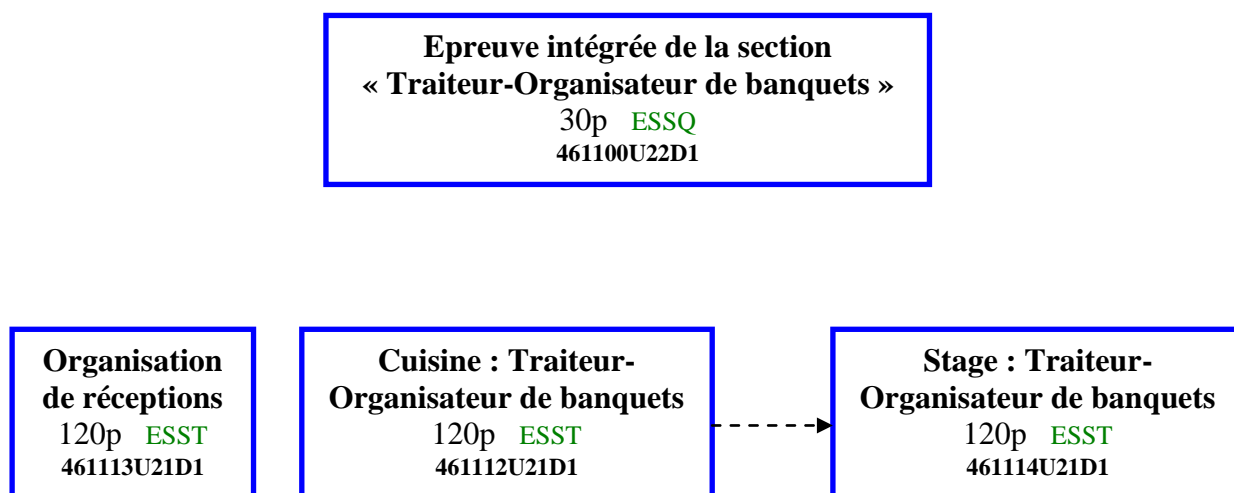 Epreuve intégrée de la section
« Traiteur-Organisateur de banquets »
30p ESSQ
461100U22D1
Organisation
de réceptions
120p ESST
461113U21D1
Cuisine : Traiteur-
Organisateur de banquets
120p ESST
461112U21D1
Stage : Traiteur-
Organisateur de banquets
120p ESST
461114U21D1